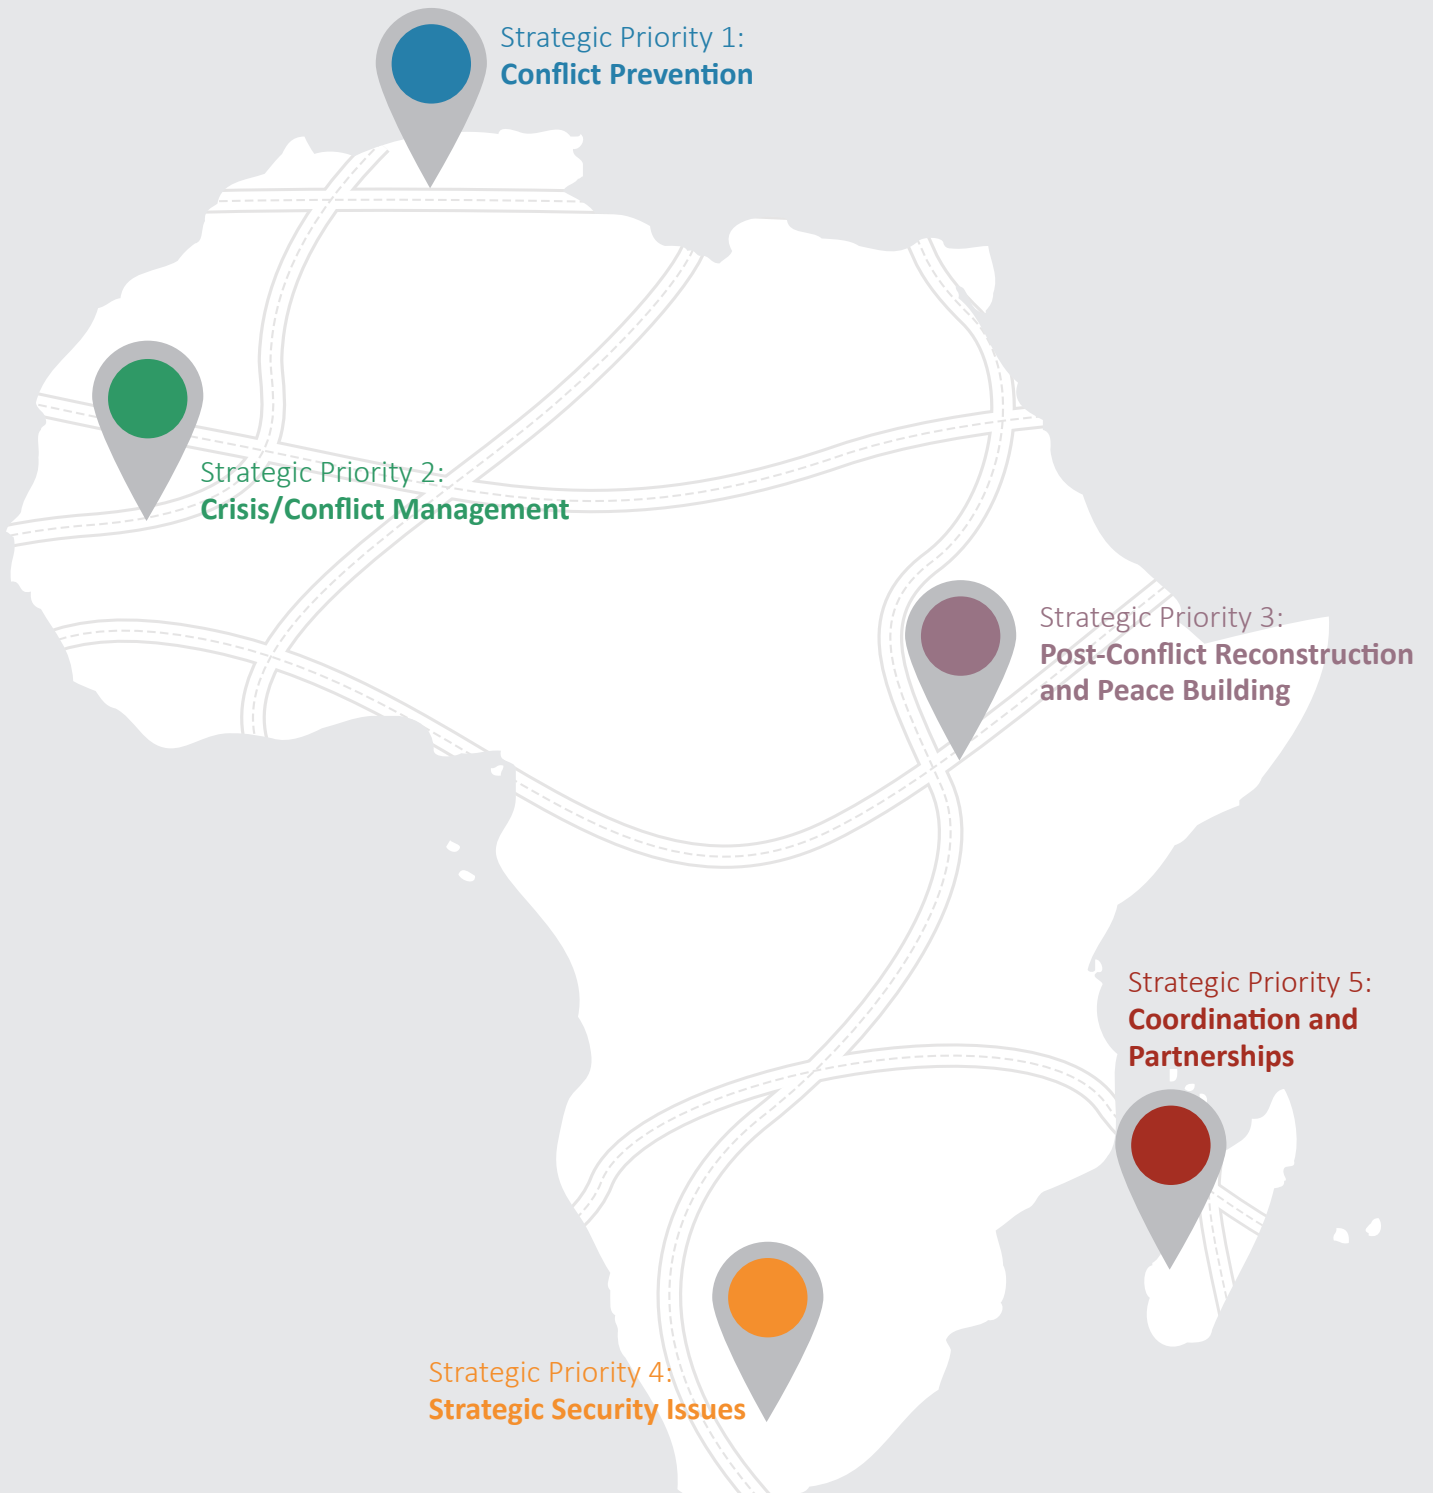 Strategic Priority 1:
Conflict Prevention
Strategic Priority 2:
Crisis/Conflict Management
Strategic Priority 3:
Post-Conflict Reconstruction
and Peace Building
Strategic Priority 5:
Coordination and
Partnerships
Strategic Priority 4:
Strategic Security Issues